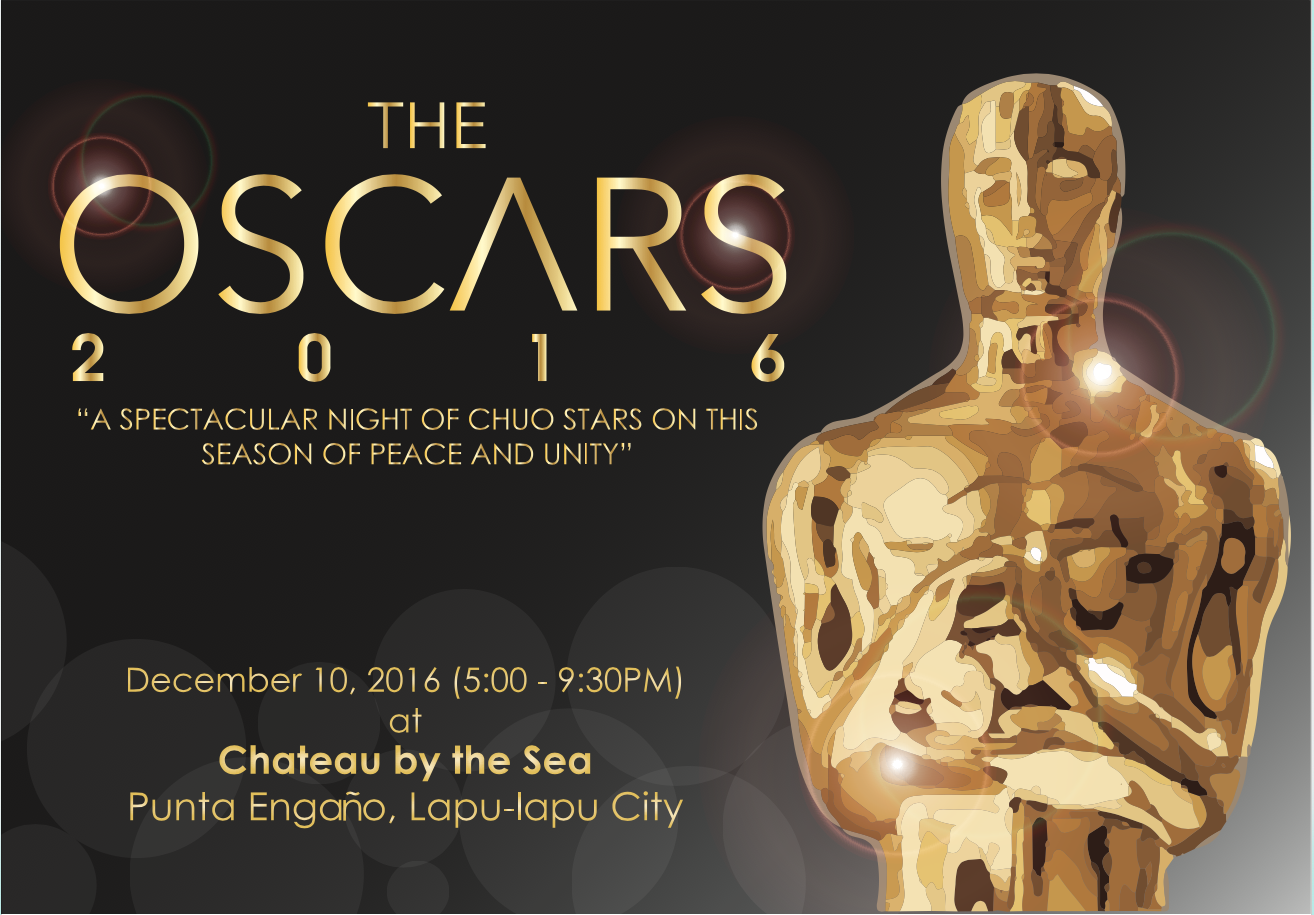 THE
OSCARS
2 0 1 6
“A SPECTACULAR NIGHT OF CHUO STARS ON THIS
SEASON OF PEACE AND UNITY”
December 10, 2016 (5:00 - 9:30PM)
at
Chateau by the Sea
Punta Engaño, Lapu-lapu City